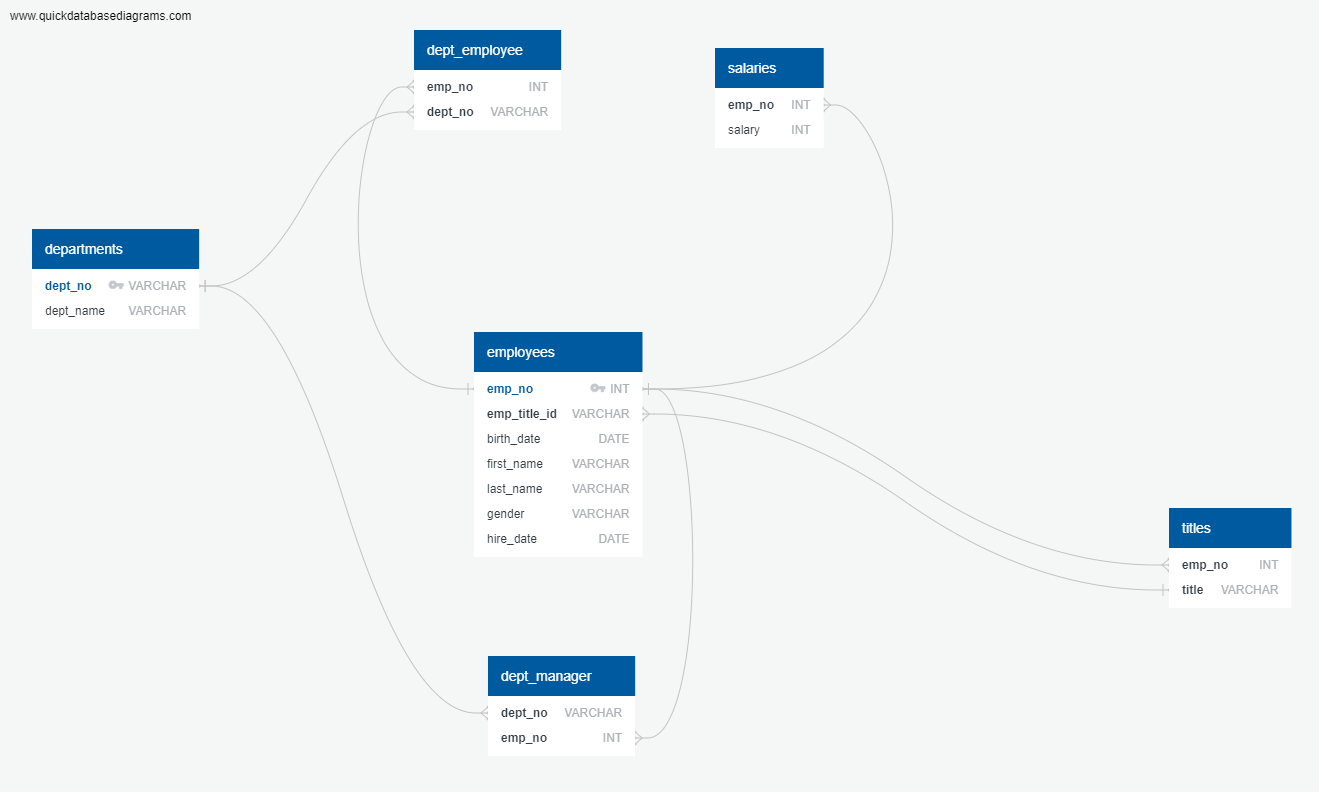 www.quickdatabasediagrams.com
dept_employee
emp_no INT
dept_no VARCHAR
salaries
emp_no INT
salary INT
departments
dept_no VARCHAR
dept_name VARCHAR
employees
emp_no INT
emp_title_id VARCHAR
birth_date DATE
first_name VARCHAR
last_name VARCHAR
gender VARCHAR
hire_date DATE
titles
emp_no INT
title VARCHAR
dept_manager
dept_no VARCHAR
emp_no INT